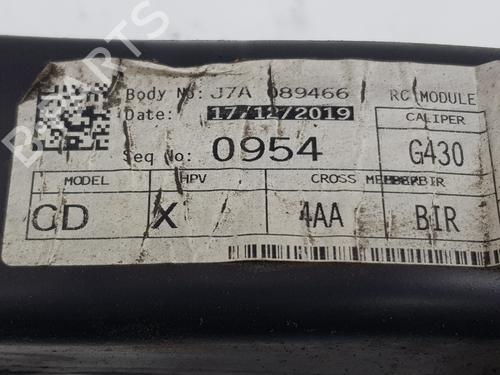 Body No: J7A 089466
RC MODULE
Date: 17/12/2019
CALIPER
Seq No: 0954
G430
MODEL HPV CROSS MEMBER
CD X 4AA BIR